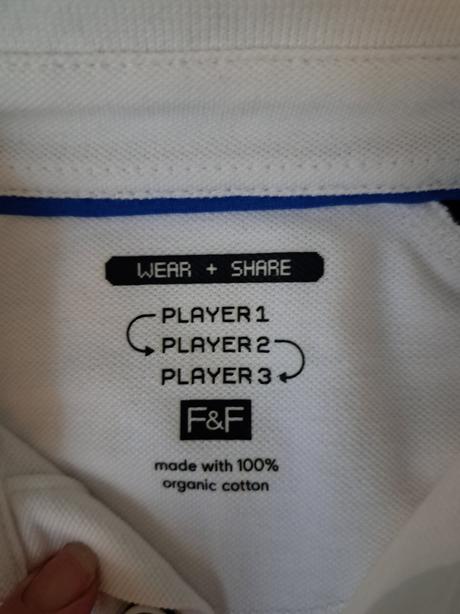 WEAR + SHARE
PLAYER 1
PLAYER 2
PLAYER 3
F&F
made with 100%
organic cotton